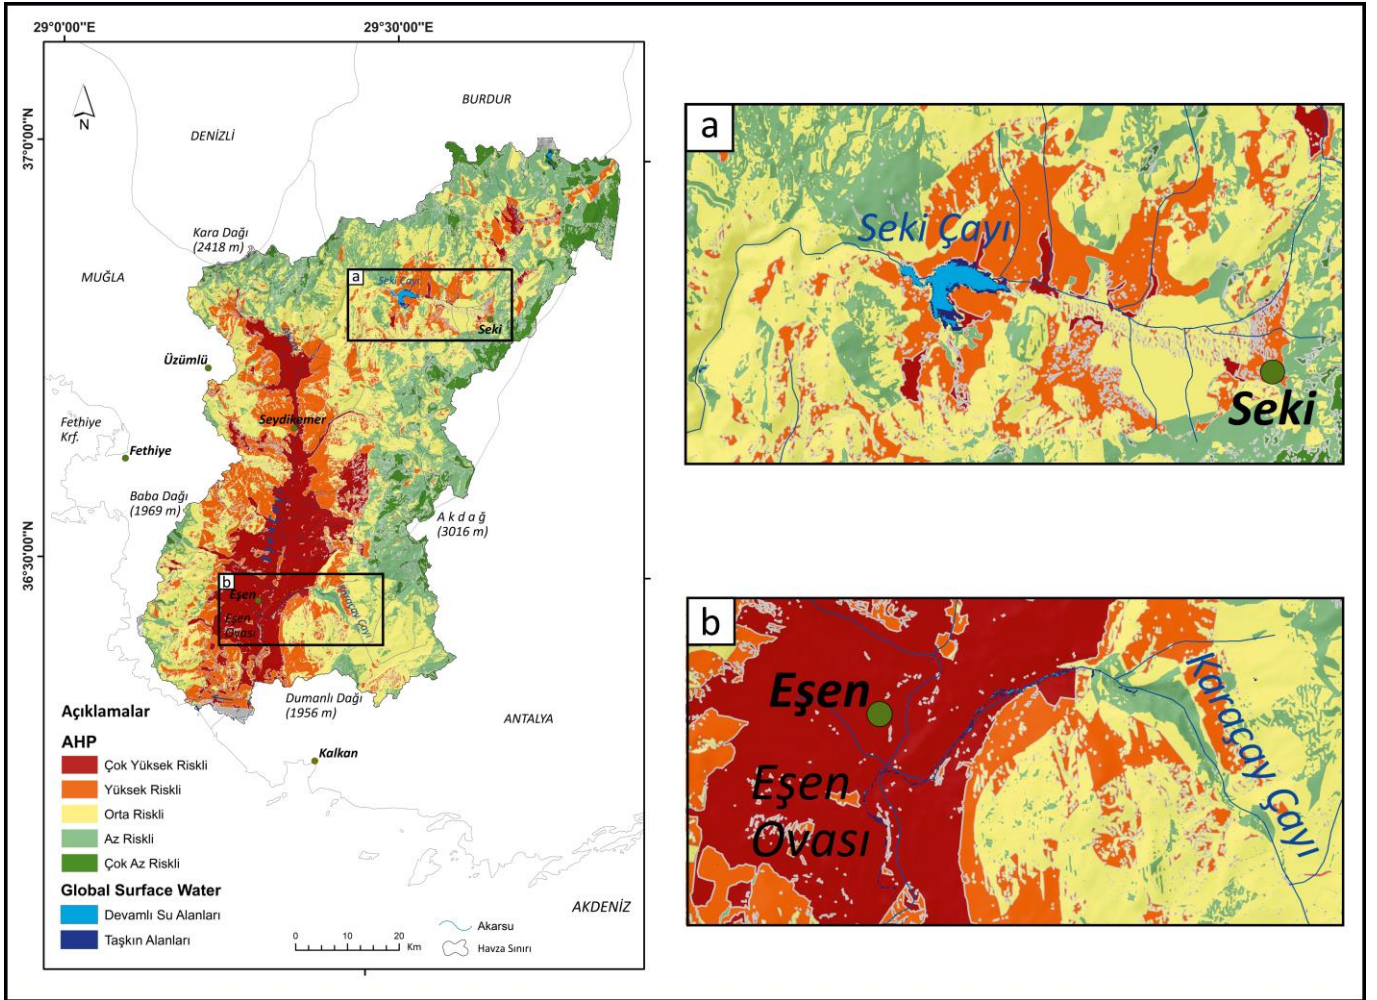 29°0'00"E
29°30'00"E
37°0'00"N
36°30'00"N
N
BURDUR
DENİZLİ
Kara Dağı
(2418 m)
MUĞLA
a
Seki Çayı
Seki
Üzümlü
Seydikemer
Fethiye
Krf.
Fethiye
Baba Dağı
(1969 m)
Akdağ
(3016 m)
b
Eşen
Eşen
Ovası
Karaçay Çayı
Dumanlı Dağı
(1956 m)
ANTALYA
Kalkan
AKDENİZ
Açıklamalar
AHP
Çok Yüksek Riskli
Yüksek Riskli
Orta Riskli
Az Riskli
Çok Az Riskli
Global Surface Water
Devamlı Su Alanları
Taşkın Alanları
0 10 20
Km
Akarsu
Havza Sınırı
a
Seki Çayı
Seki
b
Eşen
Eşen
Ovası
Karaçay Çayı